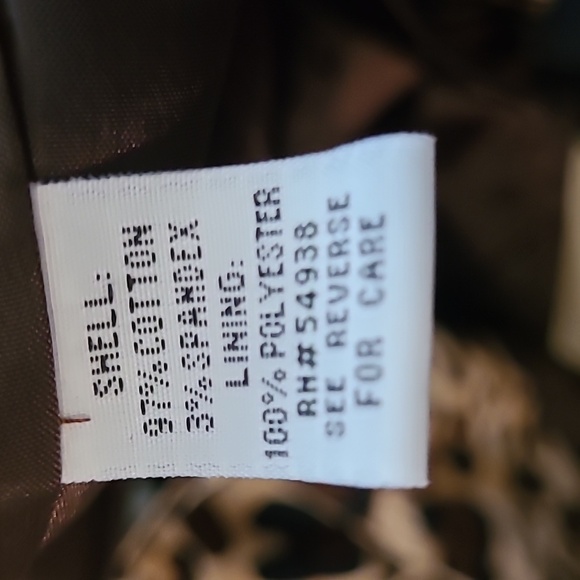 SHELL:
97% COTTON
3% SPANDEX
LINING:
100% POLYESTER
RN#54938
SEE REVERSE
FOR CARE